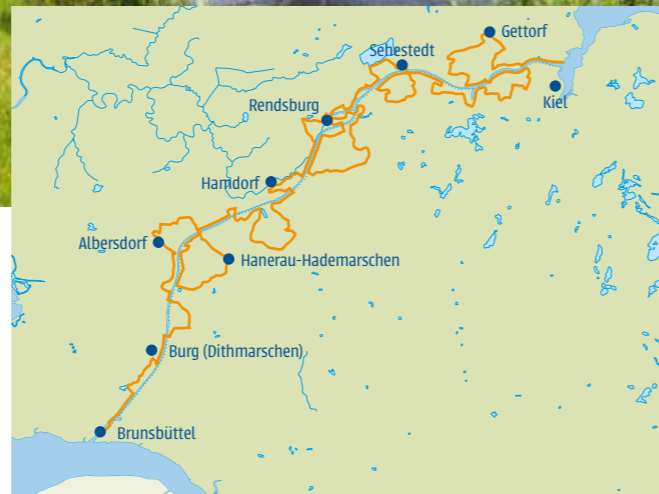 Gettorf
Sehestedt
Kiel
Rendsburg
Hamdorf
Albersdorf
Hanerau-Hademarschen
Burg (Dithmarschen)
Brunsbüttel